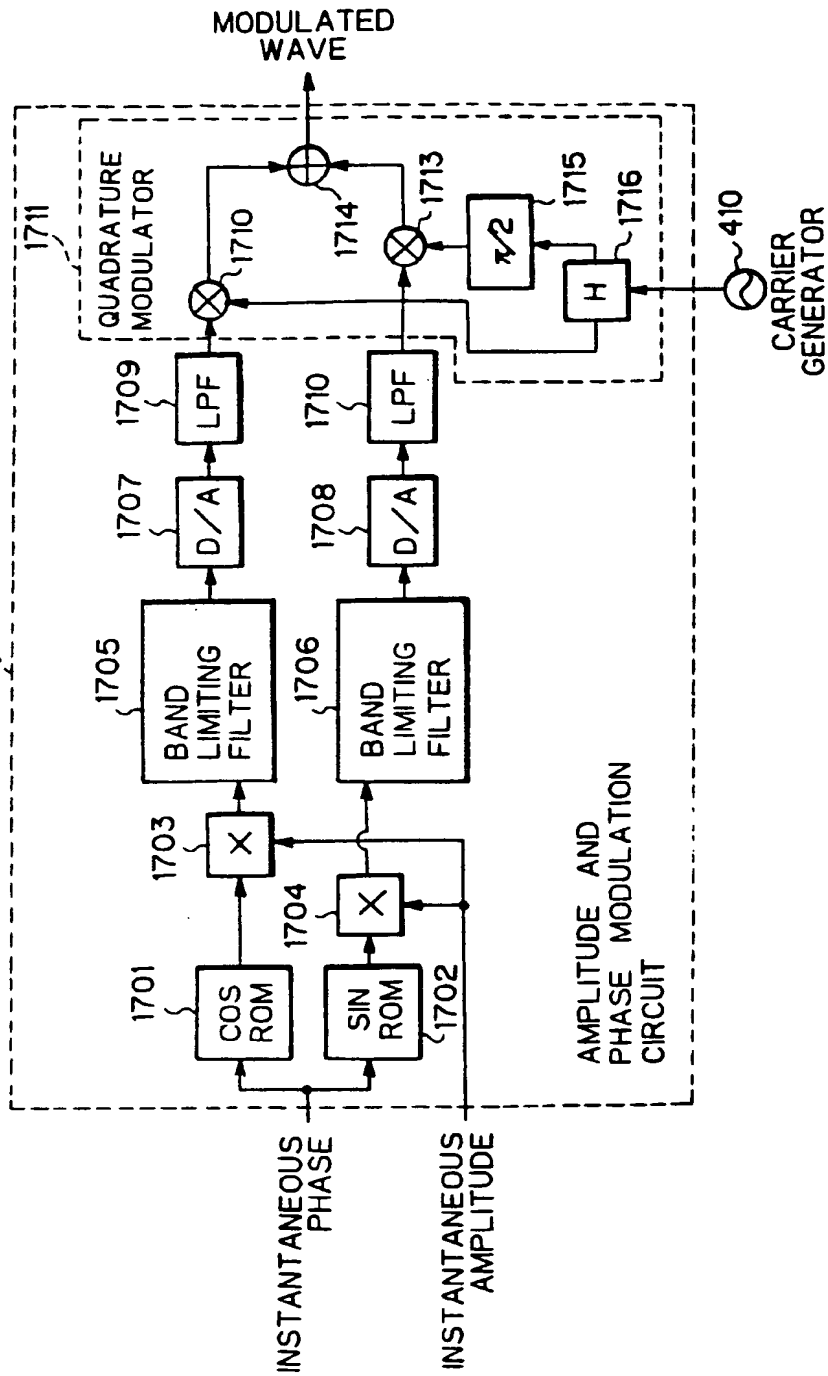 MODULATED
WAVE
1711
QUADRATURE
MODULATOR
1710
1714
1713
π/2
1715
H
1716
410
CARRIER
GENERATOR
1709
LPF
1710
LPF
1707
D/A
1708
D/A
1705
BAND
LIMITING
FILTER
1706
BAND
LIMITING
FILTER
1703
X
1704
X
1701
COS
ROM
SIN
ROM
1702
AMPLITUDE AND
PHASE MODULATION
CIRCUIT
INSTANTANEOUS
PHASE
INSTANTANEOUS
AMPLITUDE